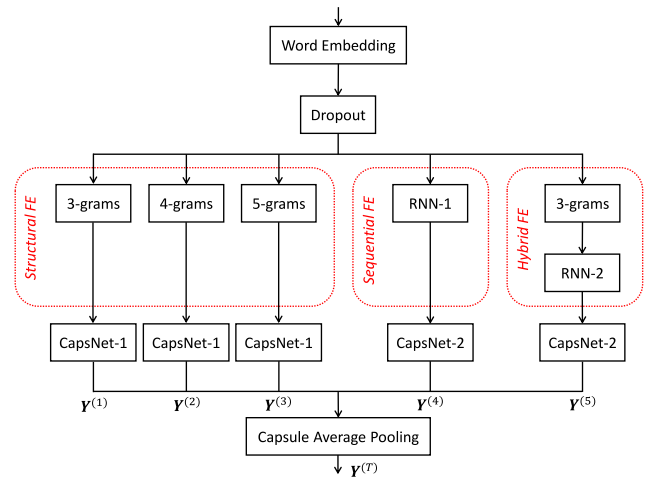 Word Embedding
Dropout
Structural FE
3-grams
4-grams
5-grams
Sequential FE
RNN-1
Hybrid FE
3-grams
RNN-2
CapsNet-1
CapsNet-1
CapsNet-1
CapsNet-2
CapsNet-2
Y^(1)
Y^(2)
Y^(3)
Y^(4)
Y^(5)
Capsule Average Pooling
Y^(T)